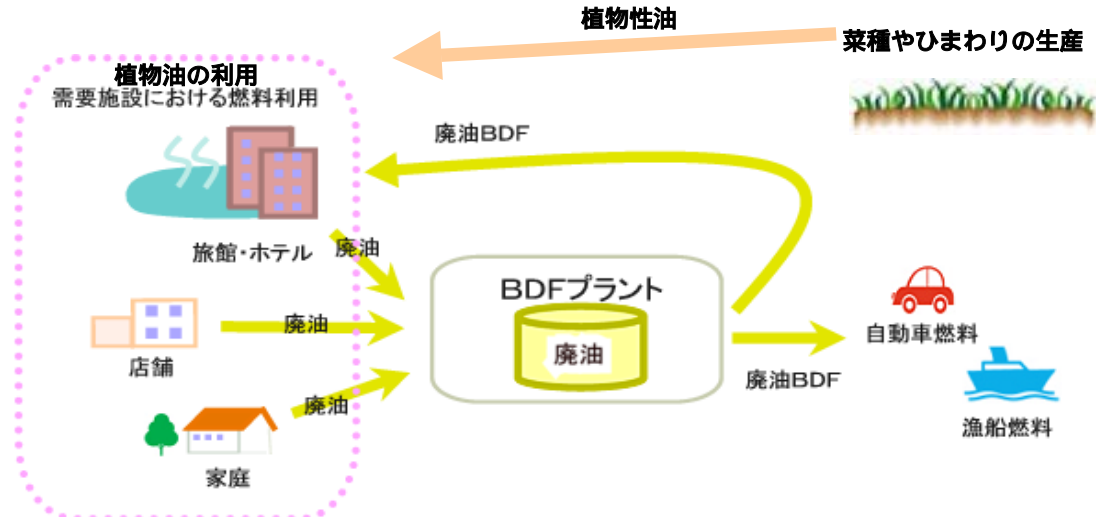 植物性油
菜種やひまわりの生産
植物油の利用
需要施設における燃料利用
廃油BDF
旅館・ホテル
廃油
BDFプラント
廃油
店舗
廃油
自動車燃料
廃油BDF
廃油
漁船燃料
家庭